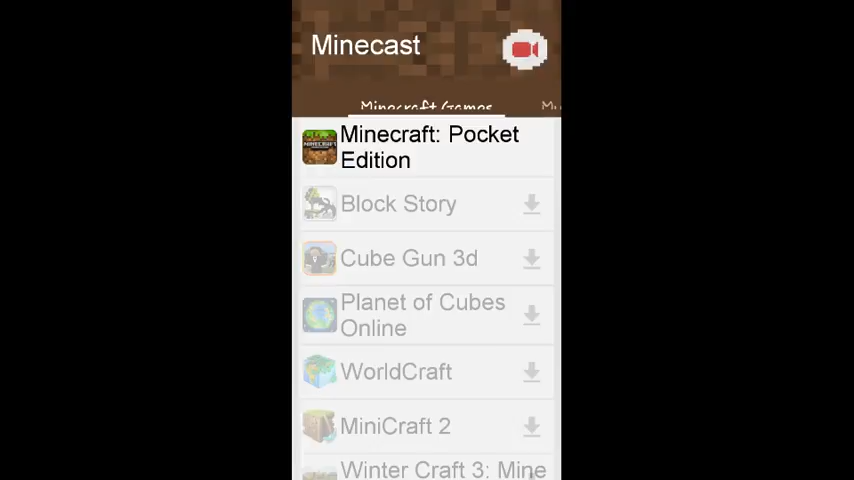 Minecast
Minecraft Games
My
Minecraft: Pocket
Edition
Block Story
Cube Gun 3d
Planet of Cubes
Online
WorldCraft
MiniCraft 2
Winter Craft 3: Mine